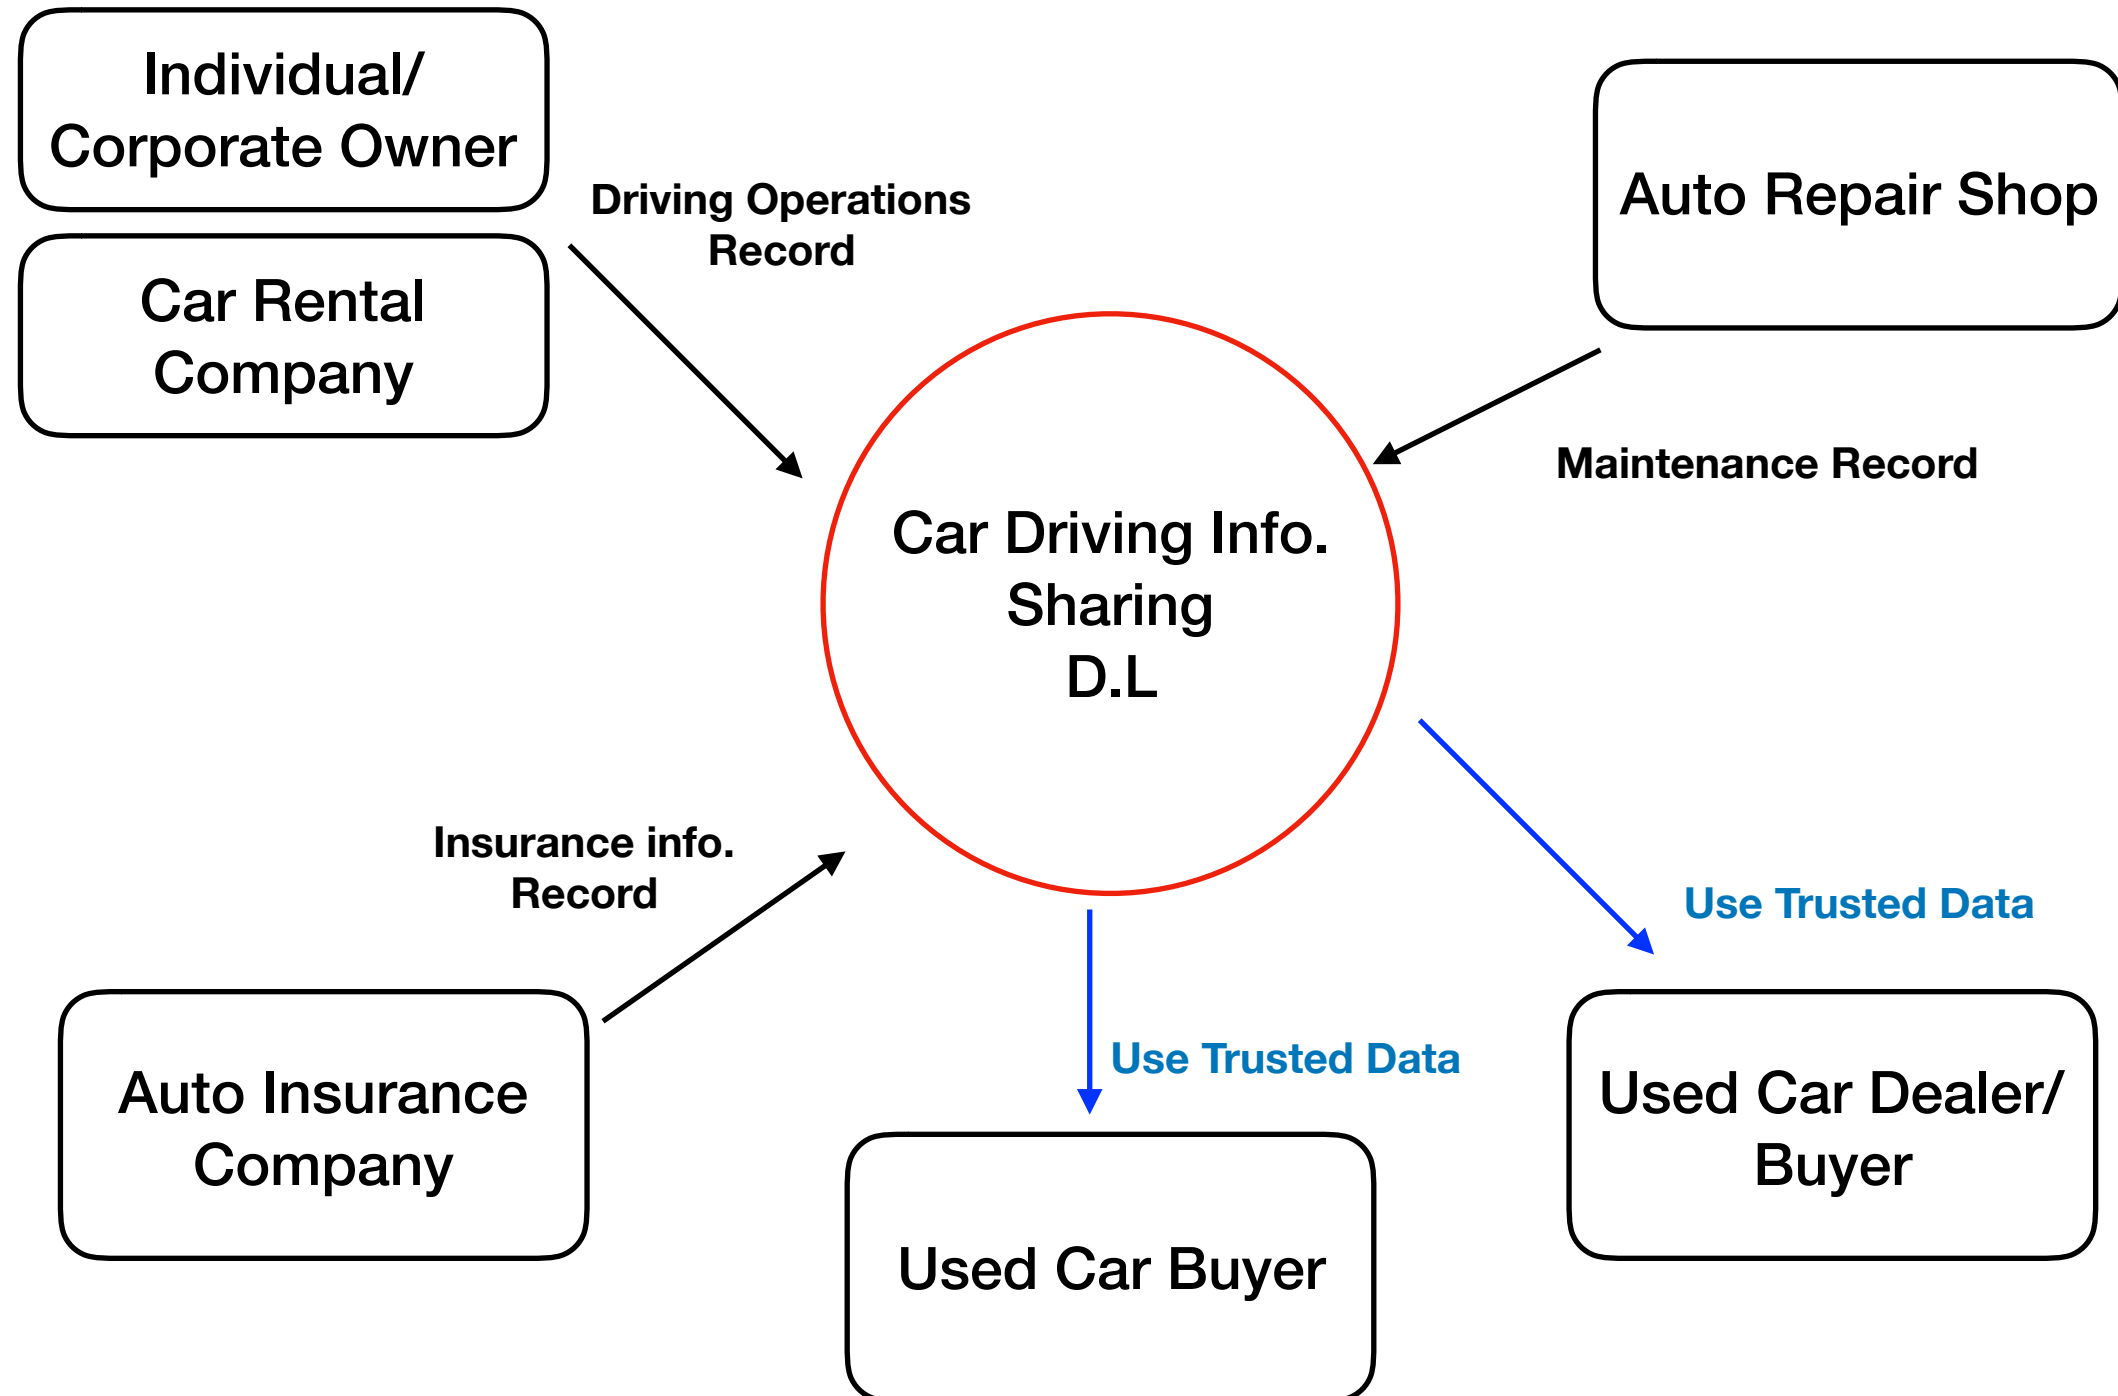 Individual/
Corporate Owner
Car Rental
Company
Driving Operations
Record
Auto Repair Shop
Maintenance Record
Car Driving Info.
Sharing
D.L
Insurance info.
Record
Auto Insurance
Company
Use Trusted Data
Used Car Buyer
Use Trusted Data
Used Car Dealer/
Buyer